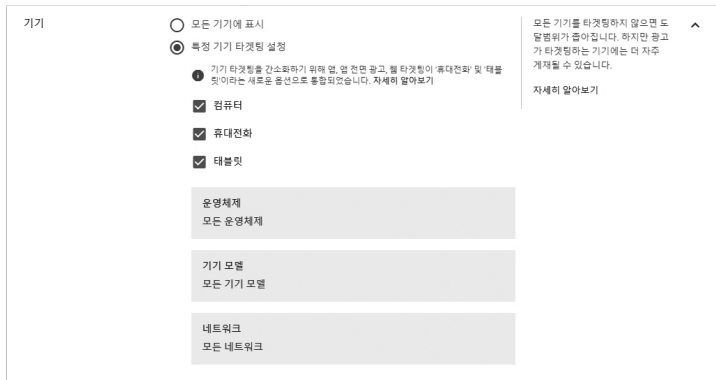 기기
모든 기기에 표시
특정 기기 타겟팅 설정
기기 타겟팅을 간소화하기 위해 앱, 앱 전면 광고, 웹 타겟팅이 '휴대전화' 및 '태블
릿'이라는 새로운 옵션으로 통합되었습니다. 자세히 알아보기
컴퓨터
휴대전화
태블릿
운영체제
모든 운영체제
기기 모델
모든 기기 모델
네트워크
모든 네트워크
모든 기기를 타겟팅하지 않으면 도
달범위가 좁아집니다. 하지만 광고
가 타겟팅하는 기기에는 더 자주
게재될 수 있습니다.
자세히 알아보기